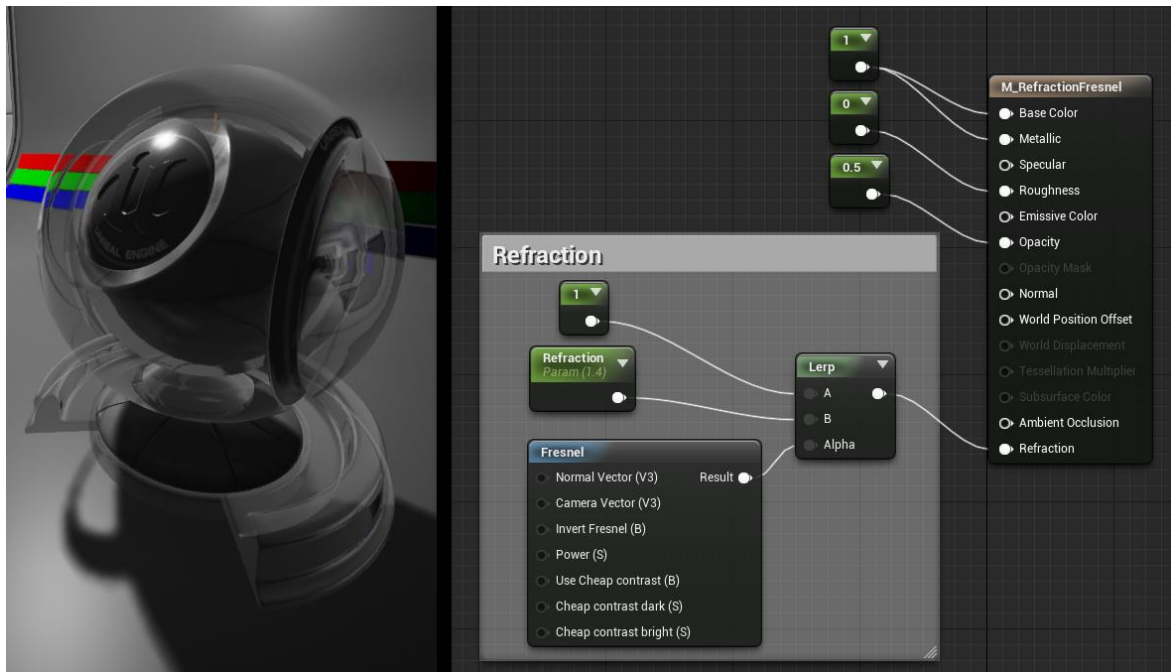 UNREAL ENGINE
1
0
0.5
M_RefractionFresnel
Base Color
Metallic
Specular
Roughness
Emissive Color
Opacity
Opacity Mask
Normal
World Position Offset
World Displacement
Tessellation Multiplier
Subsurface Color
Ambient Occlusion
Refraction
Refraction
1
Refraction
Param (1.4)
Lerp
A
B
Alpha
Fresnel
Normal Vector (V3) Result
Camera Vector (V3)
Invert Fresnel (B)
Power (S)
Use Cheap contrast (B)
Cheap contrast dark (S)
Cheap contrast bright (S)